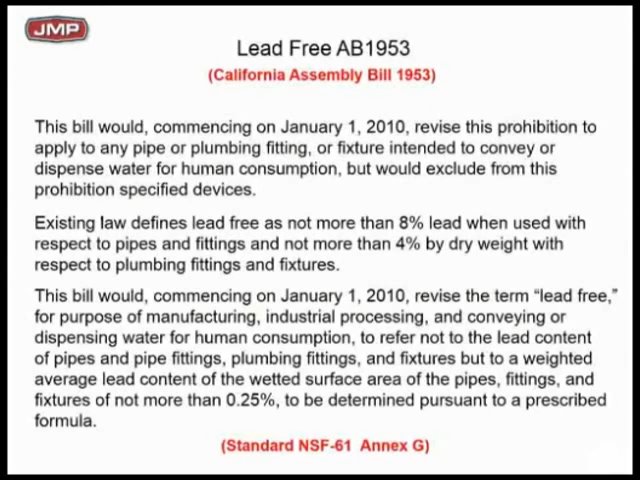 JMP
Lead Free AB1953
(California Assembly Bill 1953)
This bill would, commencing on January 1, 2010, revise this prohibition to
apply to any pipe or plumbing fitting, or fixture intended to convey or
dispense water for human consumption, but would exclude from this
prohibition specified devices.
Existing law defines lead free as not more than 8% lead when used with
respect to pipes and fittings and not more than 4% by dry weight with
respect to plumbing fittings and fixtures.
This bill would, commencing on January 1, 2010, revise the term “lead free,”
for purpose of manufacturing, industrial processing, and conveying or
dispensing water for human consumption, to refer not to the lead content
of pipes and pipe fittings, plumbing fittings, and fixtures but to a weighted
average lead content of the wetted surface area of the pipes, fittings, and
fixtures of not more than 0.25%, to be determined pursuant to a prescribed
formula.
(Standard NSF-61 Annex G)